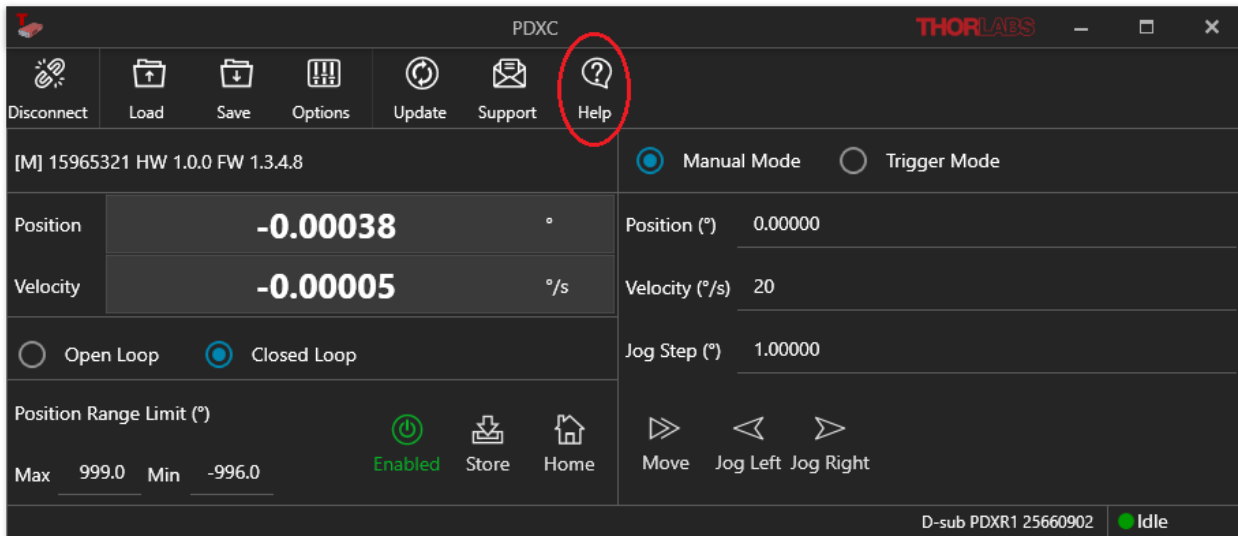 PDXC THORLABS
Disconnect Load Save Options Update Support Help
[M] 15965321 HW 1.0.0 FW 1.3.4.8
Manual Mode Trigger Mode
Position -0.00038 °
Velocity -0.00005 °/s
Position (°) 0.00000
Velocity (°/s) 20
Jog Step (°) 1.00000
Open Loop Closed Loop
Position Range Limit (°)
Max 999.0 Min -996.0
Enabled Store Home
Move Jog Left Jog Right
D-sub PDXR1 25660902 Idle